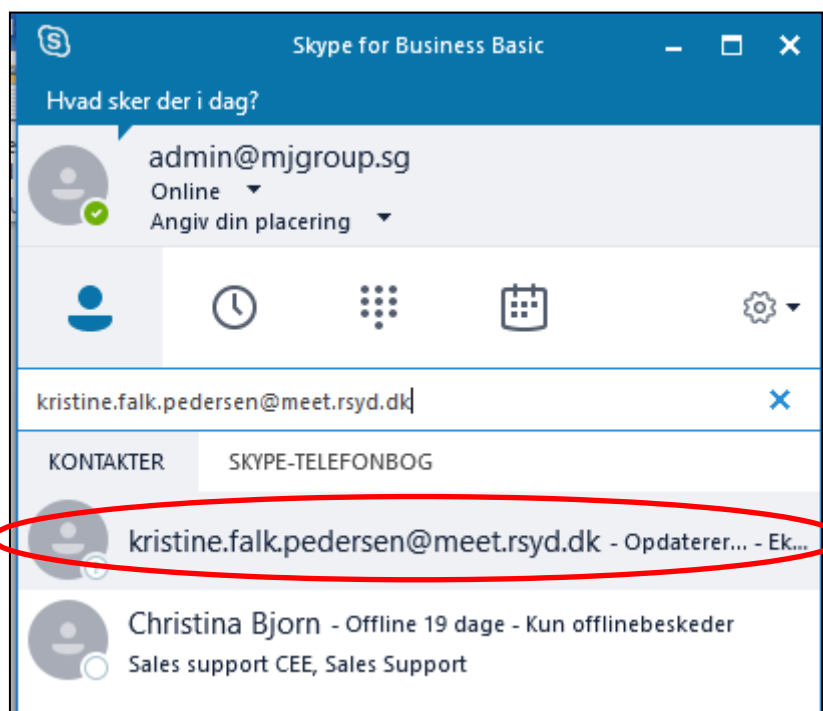 Skype for Business Basic
Hvad sker der i dag?
admin@mjgroup.sg
Online
Angiv din placering
kristine.falk.pedersen@meet.rsyd.dk
KONTAKTER SKYPE-TELEFONBOG
kristine.falk.pedersen@meet.rsyd.dk - Opdaterer... - Ek...
Christina Bjorn - Offline 19 dage - Kun offlinebeskeder
Sales support CEE, Sales Support